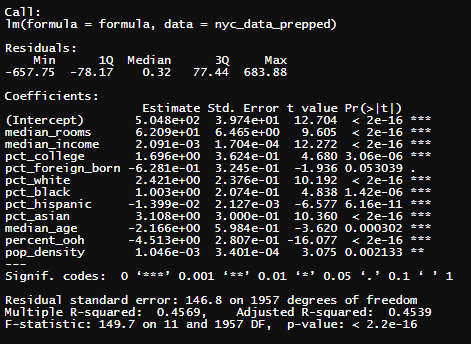 Call:
lm(formula = formula, data = nyc_data_prepped)
Residuals:
    Min      1Q  Median      3Q     Max
-657.75  -78.17    0.32   77.44  683.88
Coefficients:
                   Estimate Std. Error t value Pr(>|t|)
(Intercept)       5.048e+02  3.974e+01  12.704  < 2e-16 ***
median_rooms      6.209e+01  6.465e+00   9.605  < 2e-16 ***
median_income     2.091e-03  1.704e-04  12.272  < 2e-16 ***
pct_college       1.696e+00  3.624e-01   4.680 3.06e-06 ***
pct_foreign_born -6.281e-01  3.245e-01  -1.936 0.053039 .
pct_white         2.421e+00  2.376e-01  10.192  < 2e-16 ***
pct_black         1.003e+00  2.074e-01   4.838 1.42e-06 ***
pct_hispanic     -1.399e-02  2.127e-03  -6.577 6.16e-11 ***
pct_asian         3.108e+00  3.000e-01  10.360  < 2e-16 ***
median_age       -2.166e+00  5.984e-01  -3.620 0.000302 ***
percent_ooh      -4.513e+00  2.807e-01 -16.077  < 2e-16 ***
pop_density       1.046e-03  3.401e-04   3.075 0.002133 **
---
Signif. codes:  0 ‘***’ 0.001 ‘**’ 0.01 ‘*’ 0.05 ‘.’ 0.1 ‘ ’ 1
Residual standard error: 146.8 on 1957 degrees of freedom
Multiple R-squared:  0.4569,	Adjusted R-squared:  0.4539
F-statistic: 149.7 on 11 and 1957 DF,  p-value: < 2.2e-16